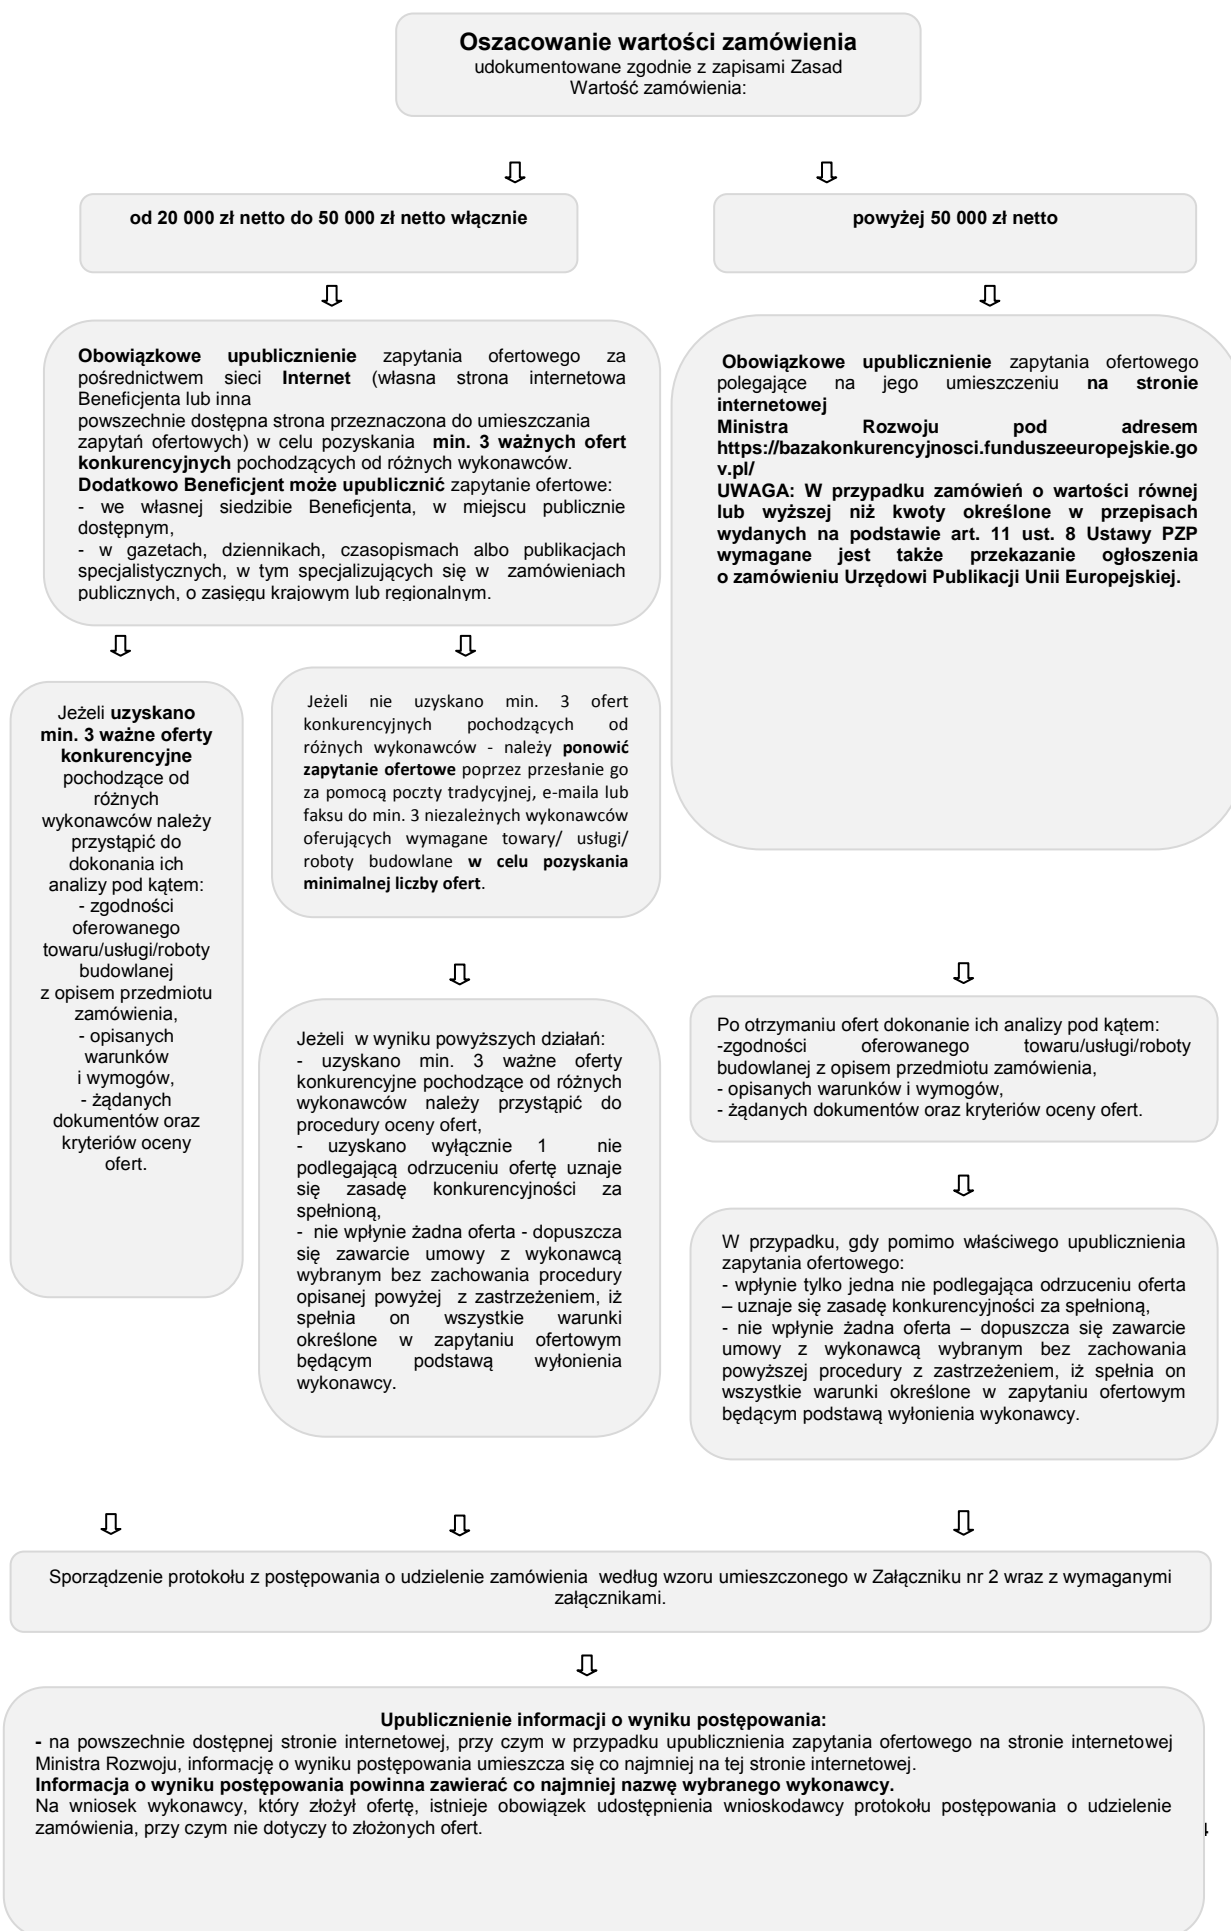 Oszacowanie wartości zamówienia
udokumentowane zgodnie z zapisami Zasad
Wartość zamówienia:
od 20 000 zł netto do 50 000 zł netto włącznie
powyżej 50 000 zł netto
Obowiązkowe upublicznienie zapytania ofertowego za
pośrednictwem sieci Internet (własna strona internetowa
Beneficjenta lub inna
powszechnie dostępna strona przeznaczona do umieszczania
zapytań ofertowych) w celu pozyskania min. 3 ważnych ofert
konkurencyjnych pochodzących od różnych wykonawców.
Dodatkowo Beneficjent może upublicznić zapytanie ofertowe:
- we własnej siedzibie Beneficjenta, w miejscu publicznie
dostępnym,
- w gazetach, dziennikach, czasopismach albo publikacjach
specjalistycznych, w tym specjalizujących się w zamówieniach
publicznych, o zasięgu krajowym lub regionalnym.
Obowiązkowe upublicznienie zapytania ofertowego
polegające na jego umieszczeniu na stronie
internetowej
Ministra Rozwoju pod adresem
https://bazakonkurencyjnosci.funduszeeuropejskie.go
v.pl/
UWAGA: W przypadku zamówień o wartości równej
lub wyższej niż kwoty określone w przepisach
wydanych na podstawie art. 11 ust. 8 Ustawy PZP
wymagane jest także przekazanie ogłoszenia
o zamówieniu Urzędowi Publikacji Unii Europejskiej.
Jeżeli uzyskano
min. 3 ważne oferty
konkurencyjne
pochodzące od
różnych
wykonawców należy
przystąpić do
dokonania ich
analizy pod kątem:
- zgodności
oferowanego
towaru/usługi/roboty
budowlanej
z opisem przedmiotu
zamówienia,
- opisanych
warunków
i wymogów,
- żądanych
dokumentów oraz
kryteriów oceny
ofert.
Jeżeli nie uzyskano min. 3 ofert
konkurencyjnych pochodzących od
różnych wykonawców - należy ponowić
zapytanie ofertowe poprzez przesłanie go
za pomocą poczty tradycyjnej, e-maila lub
faksu do min. 3 niezależnych wykonawców
oferujących wymagane towary/ usługi/
roboty budowlane w celu pozyskania
minimalnej liczby ofert.
Jeżeli w wyniku powyższych działań:
- uzyskano min. 3 ważne oferty
konkurencyjne pochodzące od różnych
wykonawców należy przystąpić do
procedury oceny ofert,
- uzyskano wyłącznie 1 nie
podlegającą odrzuceniu ofertę uznaje
się zasadę konkurencyjności za
spełnioną,
- nie wpłynie żadna oferta - dopuszcza
się zawarcie umowy z wykonawcą
wybranym bez zachowania procedury
opisanej powyżej z zastrzeżeniem, iż
spełnia on wszystkie warunki
określone w zapytaniu ofertowym
będącym podstawą wyłonienia
wykonawcy.
Po otrzymaniu ofert dokonanie ich analizy pod kątem:
-zgodności oferowanego towaru/usługi/roboty
budowlanej z opisem przedmiotu zamówienia,
- opisanych warunków i wymogów,
- żądanych dokumentów oraz kryteriów oceny ofert.
W przypadku, gdy pomimo właściwego upublicznienia
zapytania ofertowego:
- wpłynie tylko jedna nie podlegająca odrzuceniu oferta
– uznaje się zasadę konkurencyjności za spełnioną,
- nie wpłynie żadna oferta – dopuszcza się zawarcie
umowy z wykonawcą wybranym bez zachowania
powyższej procedury z zastrzeżeniem, iż spełnia on
wszystkie warunki określone w zapytaniu ofertowym
będącym podstawą wyłonienia wykonawcy.
Sporządzenie protokołu z postępowania o udzielenie zamówienia według wzoru umieszczonego w Załączniku nr 2 wraz z wymaganymi
załącznikami.
Upublicznienie informacji o wyniku postępowania:
- na powszechnie dostępnej stronie internetowej, przy czym w przypadku upublicznienia zapytania ofertowego na stronie internetowej
Ministra Rozwoju, informację o wyniku postępowania umieszcza się co najmniej na tej stronie internetowej.
Informacja o wyniku postępowania powinna zawierać co najmniej nazwę wybranego wykonawcy.
Na wniosek wykonawcy, który złożył ofertę, istnieje obowiązek udostępnienia wnioskodawcy protokołu postępowania o udzielenie
zamówienia, przy czym nie dotyczy to złożonych ofert.